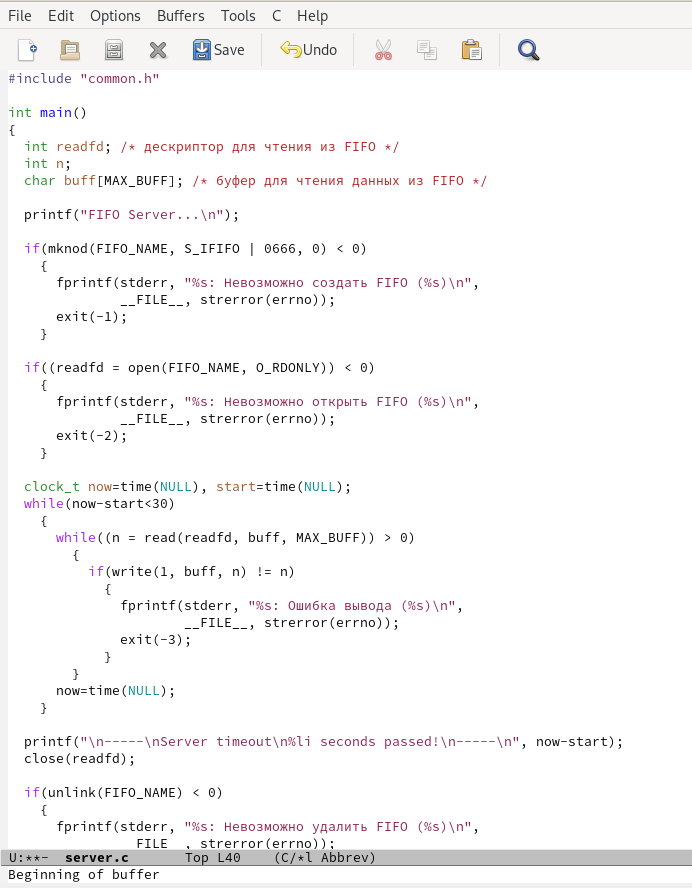 File Edit Options Buffers Tools C Help
Save Undo
#include "common.h"
int main()
{
int readfd; /* дескриптор для чтения из FIFO */
int n;
char buff[MAX_BUFF]; /* буфер для чтения данных из FIFO */
printf("FIFO Server...\n");
if(mknod(FIFO_NAME, S_IFIFO | 0666, 0) < 0)
{
fprintf(stderr, "%s: Невозможно создать FIFO (%s)\n",
__FILE__, strerror(errno));
exit(-1);
}
if((readfd = open(FIFO_NAME, O_RDONLY)) < 0)
{
fprintf(stderr, "%s: Невозможно открыть FIFO (%s)\n",
__FILE__, strerror(errno));
exit(-2);
}
clock_t now=time(NULL), start=time(NULL);
while(now-start<30)
{
while((n = read(readfd, buff, MAX_BUFF)) > 0)
{
if(write(1, buff, n) != n)
{
fprintf(stderr, "%s: Ошибка вывода (%s)\n",
__FILE__, strerror(errno));
exit(-3);
}
}
now=time(NULL);
}
printf("\n-----\nServer timeout\n%li seconds passed!\n-----\n", now-start);
close(readfd);
if(unlink(FIFO_NAME) < 0)
{
fprintf(stderr, "%s: Невозможно удалить FIFO (%s)\n",
__FILE__, strerror(errno));
U:**- server.c Top L40 (C/*l Abbrev)
Beginning of buffer